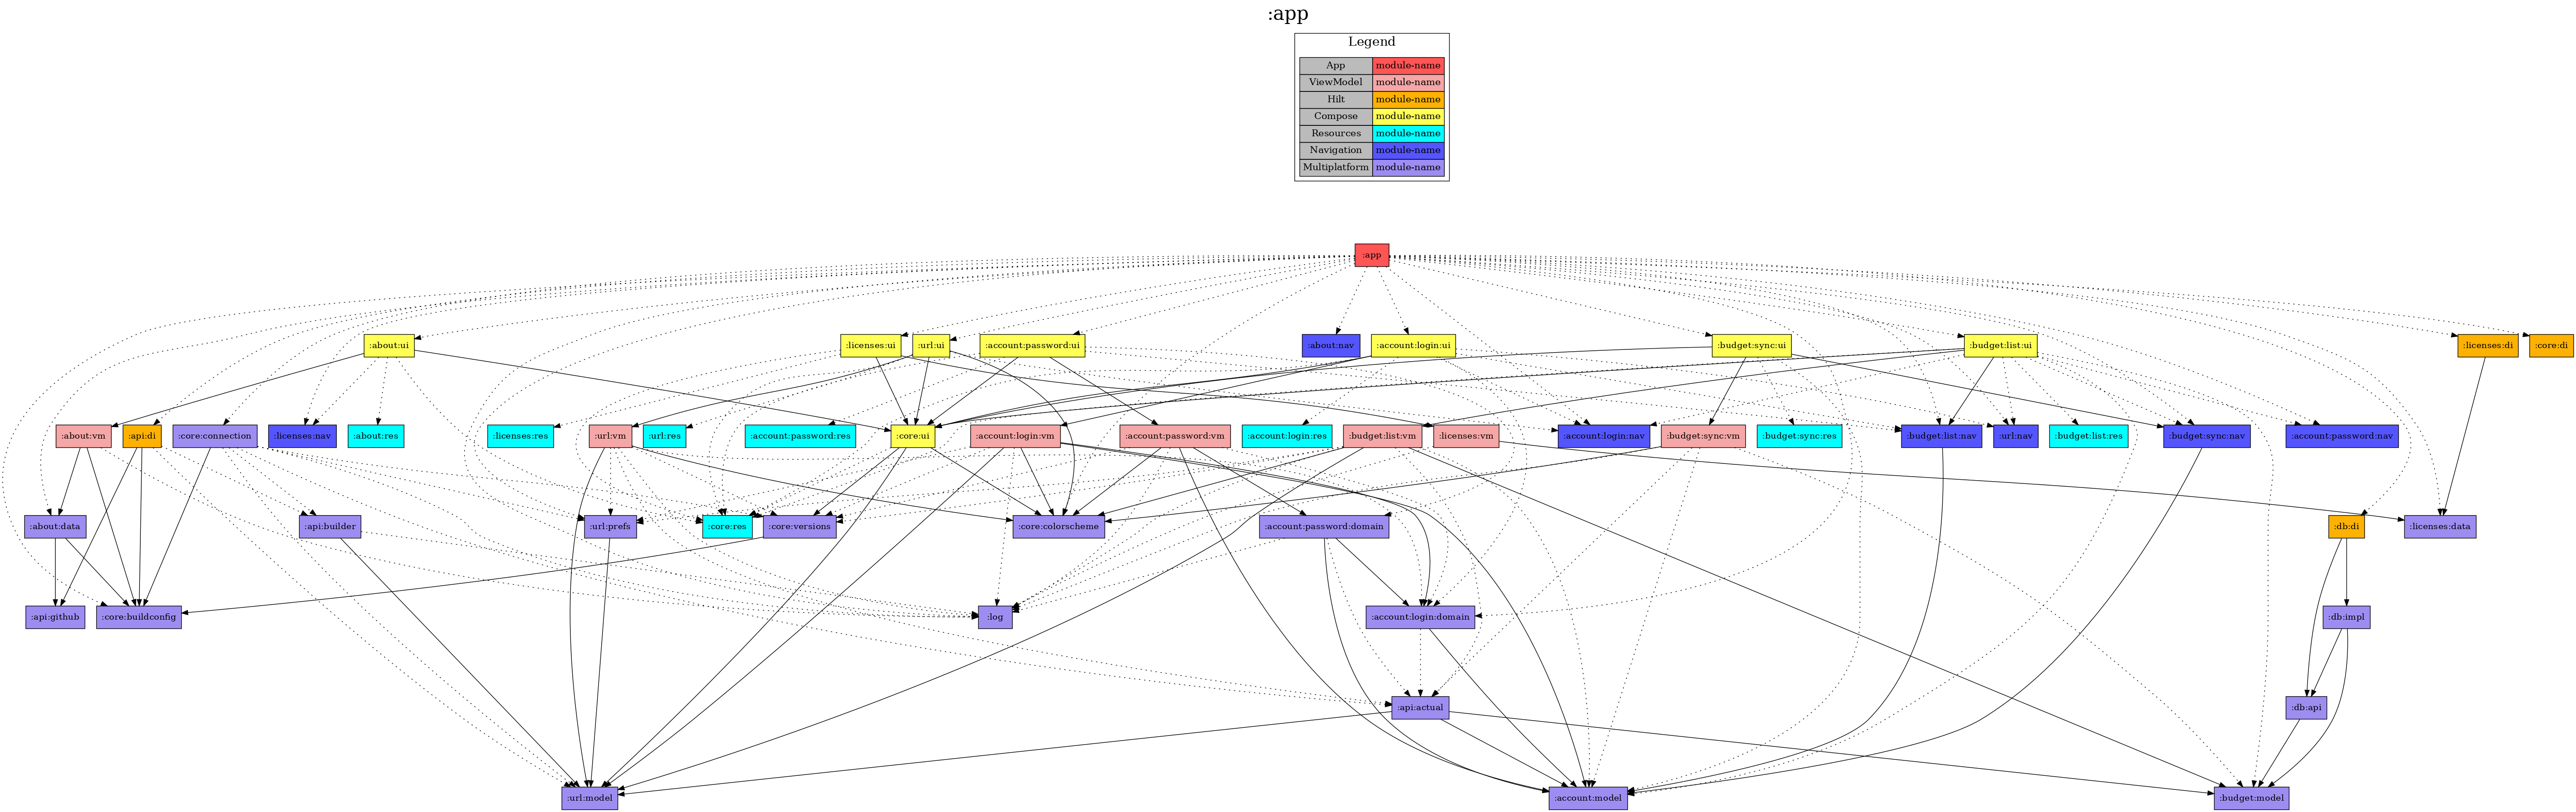 :app
Legend
App module-name
ViewModel module-name
Hilt module-name
Compose module-name
Resources module-name
Navigation module-name
Multiplatform module-name
:app
:about:ui :licenses:ui :url:ui :account:password:ui :about:nav :account:login:ui :budget:sync:ui :budget:list:ui :licenses:di :core:di
:about:vm :api:di :core:connection :licenses:nav :about:res :licenses:res :url:vm :url:res :account:password:res :core:ui :account:login:vm :account:password:vm :account:login:res :budget:list:vm :licenses:vm :account:login:nav :budget:sync:vm :budget:sync:res :budget:list:nav :url:nav :budget:list:res :budget:sync:nav :account:password:nav
:about:data :api:builder :url:prefs :core:res :core:versions :core:colorscheme :account:password:domain :db:di :licenses:data
:api:github :core:buildconfig :log :account:login:domain :db:impl
:api:actual :db:api
:url:model :account:model :budget:model